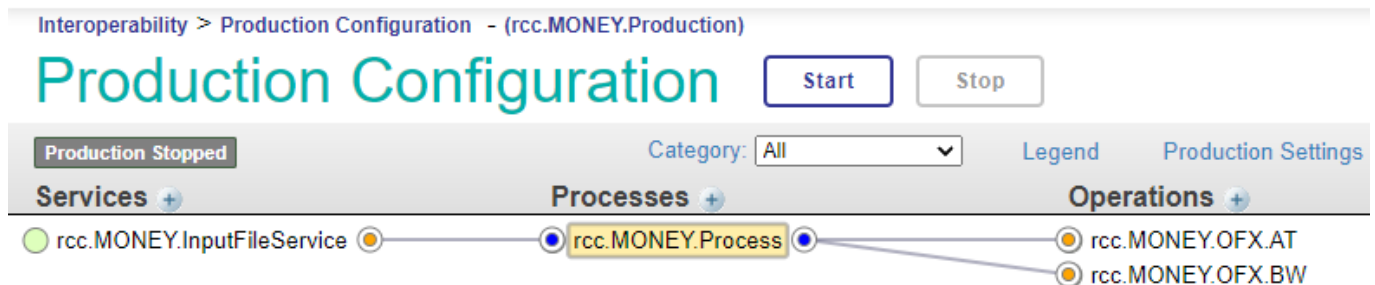 Interoperability > Production Configuration - (rcc.MONEY.Production)
Production Configuration Start Stop
Production Stopped Category: All Legend Production Settings
Services Processes Operations
rcc.MONEY.InputFileService rcc.MONEY.Process rcc.MONEY.OFX.AT
rcc.MONEY.OFX.BW